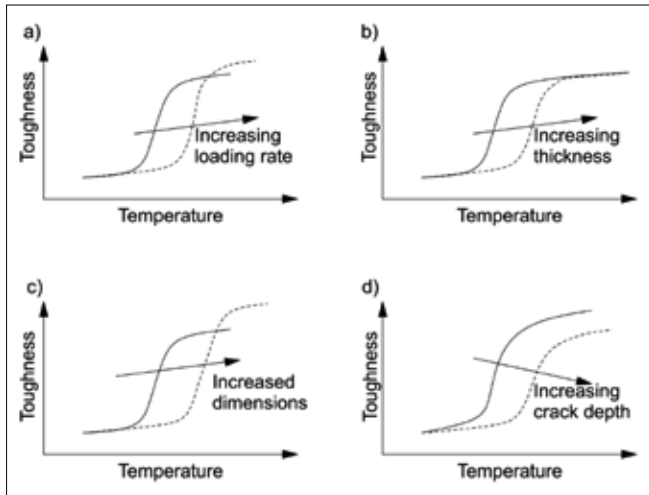 a)
Toughness
Increasing
loading rate
Temperature
b)
Toughness
Increasing
thickness
Temperature
c)
Toughness
Increased
dimensions
Temperature
d)
Toughness
Increasing
crack depth
Temperature